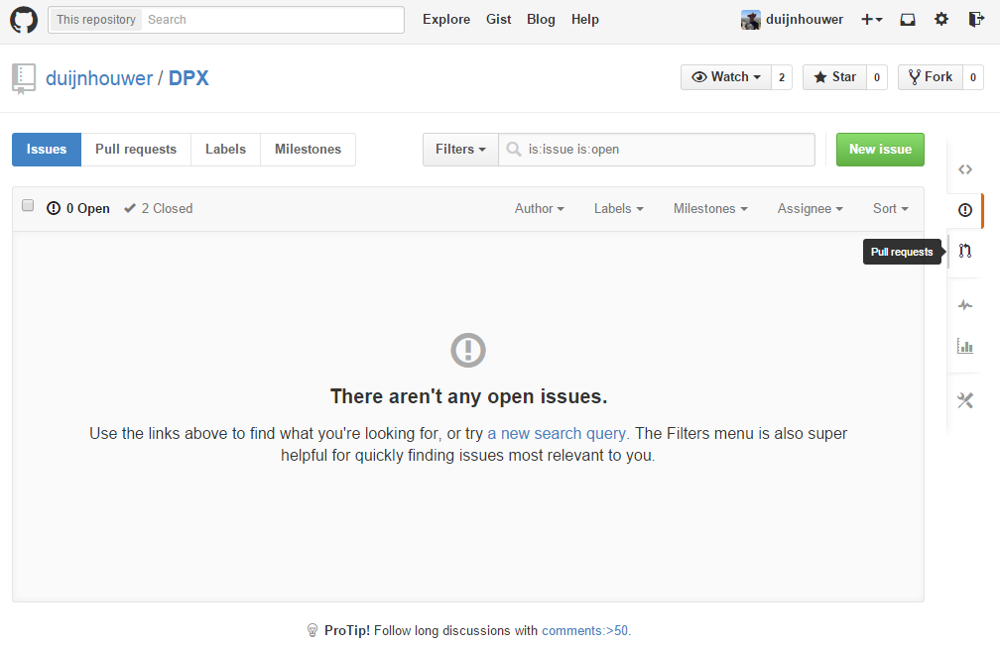 This repository Search Explore Gist Blog Help duijnhouwer
duijnhouwer / DPX Watch 2 Star 0 Fork 0
Issues Pull requests Labels Milestones Filters is:issue is:open New issue
0 Open 2 Closed Author Labels Milestones Assignee Sort
Pull requests
There aren't any open issues.
Use the links above to find what you're looking for, or try a new search query. The Filters menu is also super
helpful for quickly finding issues most relevant to you.
ProTip! Follow long discussions with comments:>50.